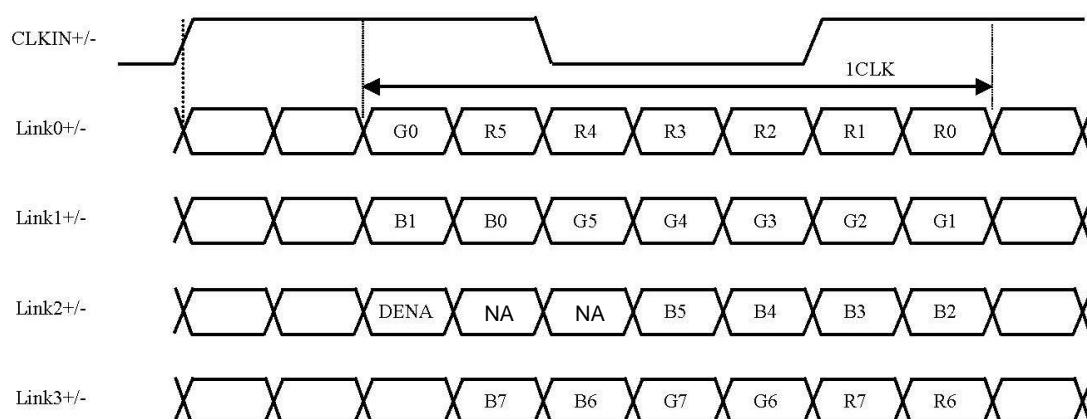 CLKIN+/-
1CLK
Link0+/- G0 R5 R4 R3 R2 R1 R0
Link1+/- B1 B0 G5 G4 G3 G2 G1
Link2+/- DENA NA NA B5 B4 B3 B2
Link3+/- B7 B6 G7 G6 R7 R6